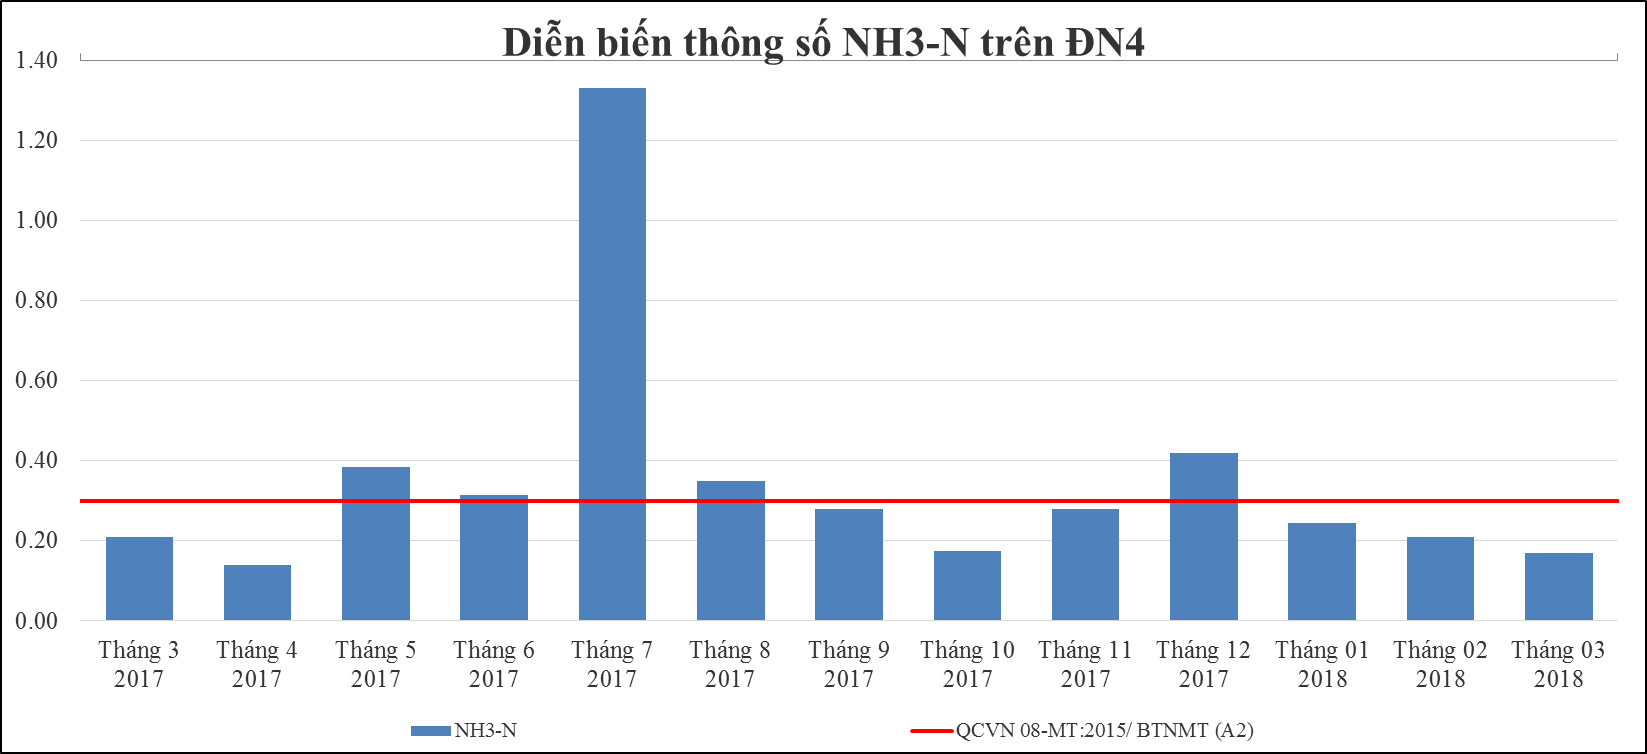 Diễn biến thông số NH3-N trên ĐN4
1.40
1.20
1.00
0.80
0.60
0.40
0.20
0.00
Tháng 3 2017
Tháng 4 2017
Tháng 5 2017
Tháng 6 2017
Tháng 7 2017
Tháng 8 2017
Tháng 9 2017
Tháng 10 2017
Tháng 11 2017
Tháng 12 2017
Tháng 01 2018
Tháng 02 2018
Tháng 03 2018
NH3-N
QCVN 08-MT:2015/ BTNMT (A2)